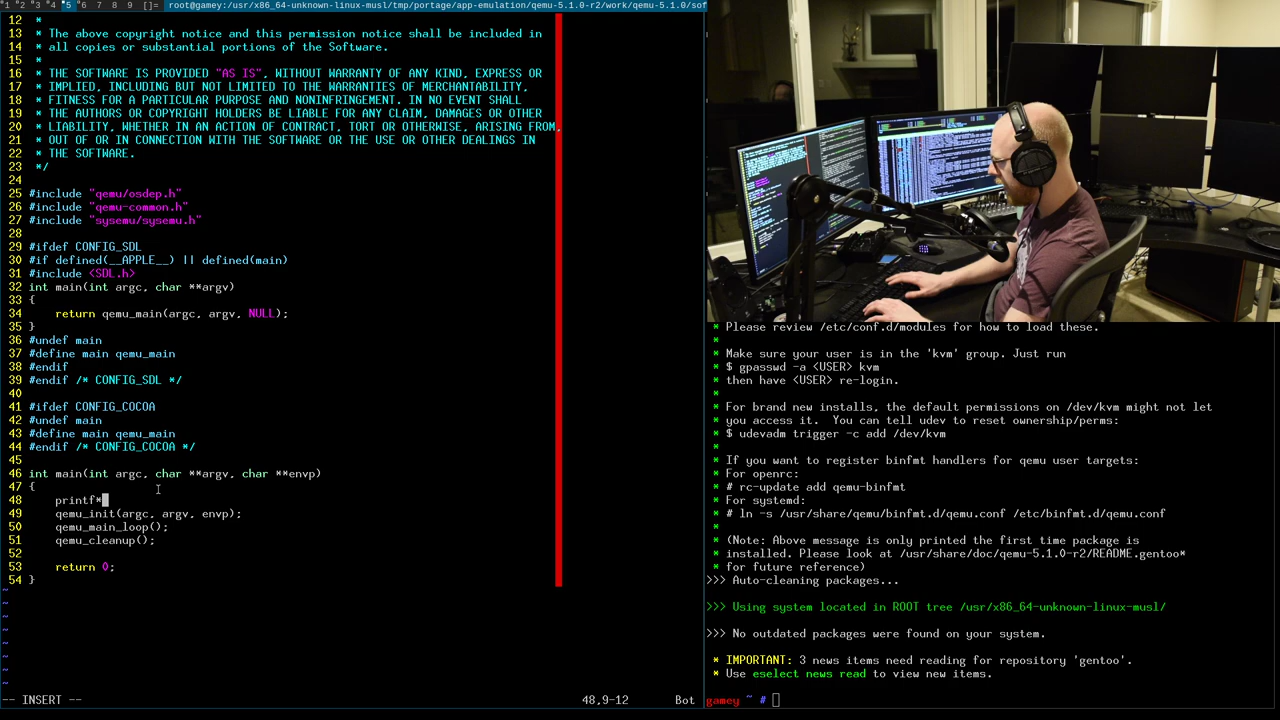 1 2 3 4 5 6 7 8 9 []= root@gamey:/usr/x86_64-unknown-linux-musl/tmp/portage/app-emulation/qemu-5.1.0-r2/work/qemu-5.1.0/sof
12  *
13  * The above copyright notice and this permission notice shall be included in
14  * all copies or substantial portions of the Software.
15  *
16  * THE SOFTWARE IS PROVIDED "AS IS", WITHOUT WARRANTY OF ANY KIND, EXPRESS OR
17  * IMPLIED, INCLUDING BUT NOT LIMITED TO THE WARRANTIES OF MERCHANTABILITY,
18  * FITNESS FOR A PARTICULAR PURPOSE AND NONINFRINGEMENT. IN NO EVENT SHALL
19  * THE AUTHORS OR COPYRIGHT HOLDERS BE LIABLE FOR ANY CLAIM, DAMAGES OR OTHER
20  * LIABILITY, WHETHER IN AN ACTION OF CONTRACT, TORT OR OTHERWISE, ARISING FROM,
21  * OUT OF OR IN CONNECTION WITH THE SOFTWARE OR THE USE OR OTHER DEALINGS IN
22  * THE SOFTWARE.
23  */
24
25 #include "qemu/osdep.h"
26 #include "qemu-common.h"
27 #include "sysemu/sysemu.h"
28
29 #ifdef CONFIG_SDL
30 #if defined(__APPLE__) || defined(main)
31 #include <SDL.h>
32 int main(int argc, char **argv)
33 {
34     return qemu_main(argc, argv, NULL);
35 }
36 #undef main
37 #define main qemu_main
38 #endif
39 #endif /* CONFIG_SDL */
40
41 #ifdef CONFIG_COCOA
42 #undef main
43 #define main qemu_main
44 #endif /* CONFIG_COCOA */
45
46 int main(int argc, char **argv, char **envp)
47 {
48     printf*
49     qemu_init(argc, argv, envp);
50     qemu_main_loop();
51     qemu_cleanup();
52
53     return 0;
54 }
~
~
~
~
~
~
~
~
-- INSERT --                48,9-12        Bot
* Please review /etc/conf.d/modules for how to load these.
*
* Make sure your user is in the 'kvm' group. Just run
* $ gpasswd -a <USER> kvm
* then have <USER> re-login.
*
* For brand new installs, the default permissions on /dev/kvm might not let
* you access it.  You can tell udev to reset ownership/perms:
* $ udevadm trigger -c add /dev/kvm
*
* If you want to register binfmt handlers for qemu user targets:
* For openrc:
* # rc-update add qemu-binfmt
* For systemd:
* # ln -s /usr/share/qemu/binfmt.d/qemu.conf /etc/binfmt.d/qemu.conf
*
* (Note: Above message is only printed the first time package is
* installed. Please look at /usr/share/doc/qemu-5.1.0-r2/README.gentoo*
* for future reference)
>>> Auto-cleaning packages...
>>> Using system located in ROOT tree /usr/x86_64-unknown-linux-musl/
>>> No outdated packages were found on your system.
* IMPORTANT: 3 news items need reading for repository 'gentoo'.
* Use eselect news read to view new items.
gamey ~ #